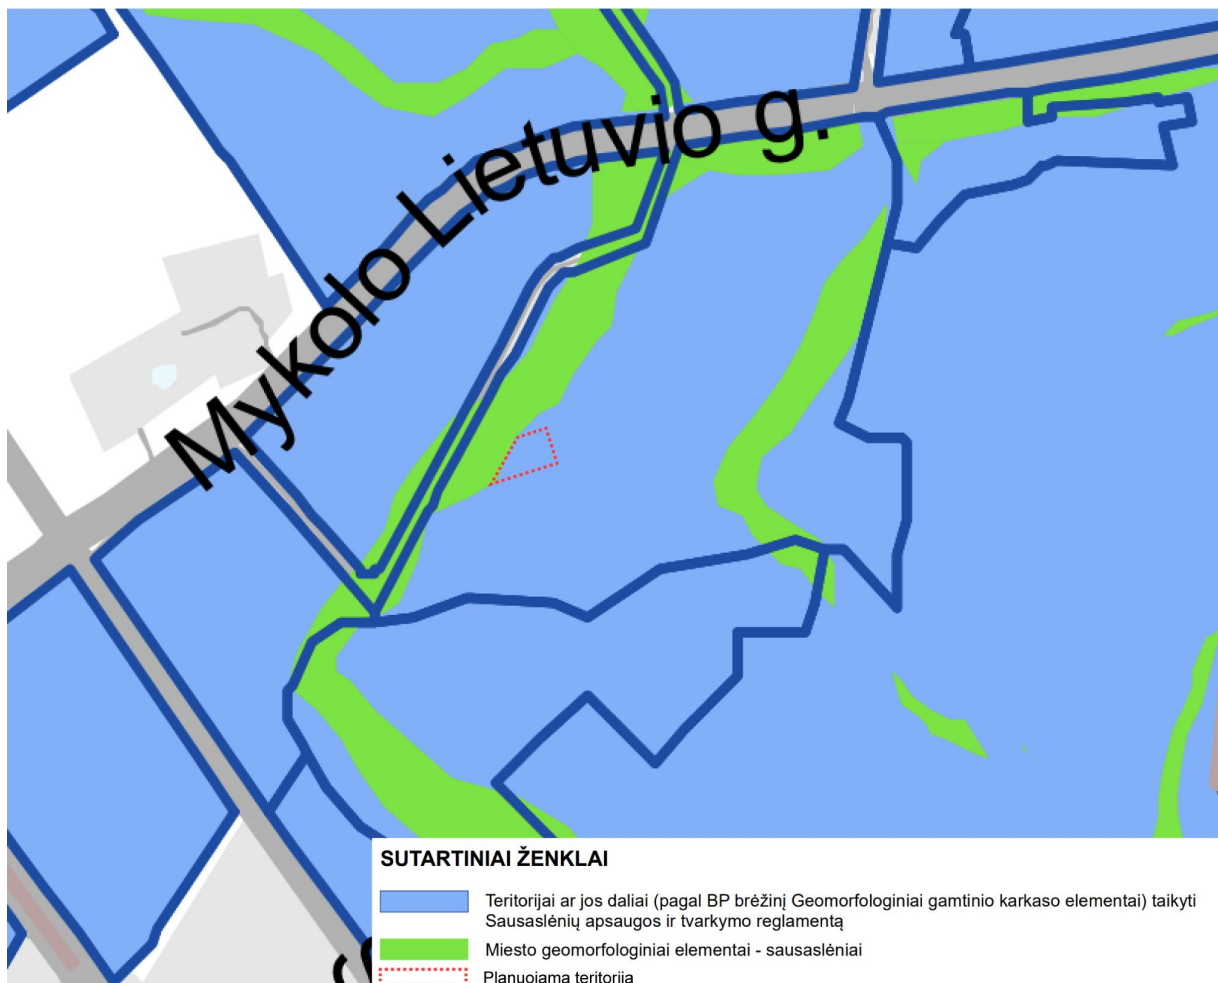 Mykolo Lietuvio g.
SUTARTINIAI ŽENKLAI
Teritorijai ar jos daliai (pagal BP brėžinį Geomorfologiniai gamtinio karkaso elementai) taikyti
Sausaslėnių apsaugos ir tvarkymo reglamentą
Miesto geomorfologiniai elementai - sausaslėniai
Planuojama teritorija